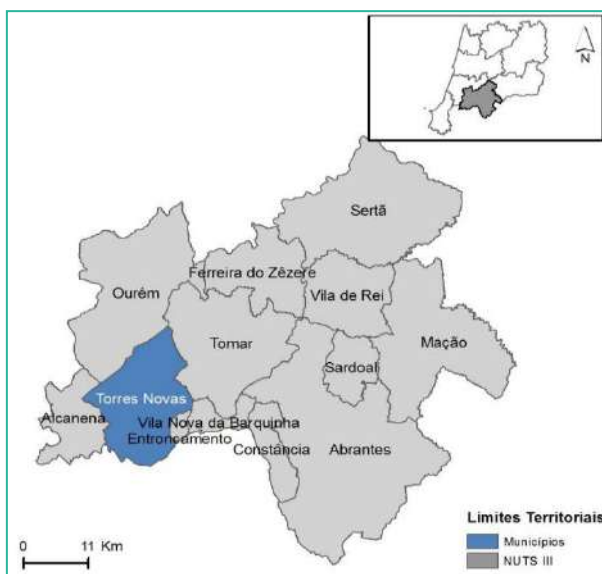 N
Sertã
Ferreira do Zêzere
Ourém
Vila de Rei
Tomar
Mação
Sardoal
Torres Novas
Alcanena
Vila Nova da Barquinha
Entroncamento
Constância
Abrantes
Limites Territoriais
0 11 Km
Municípios
NUTS III